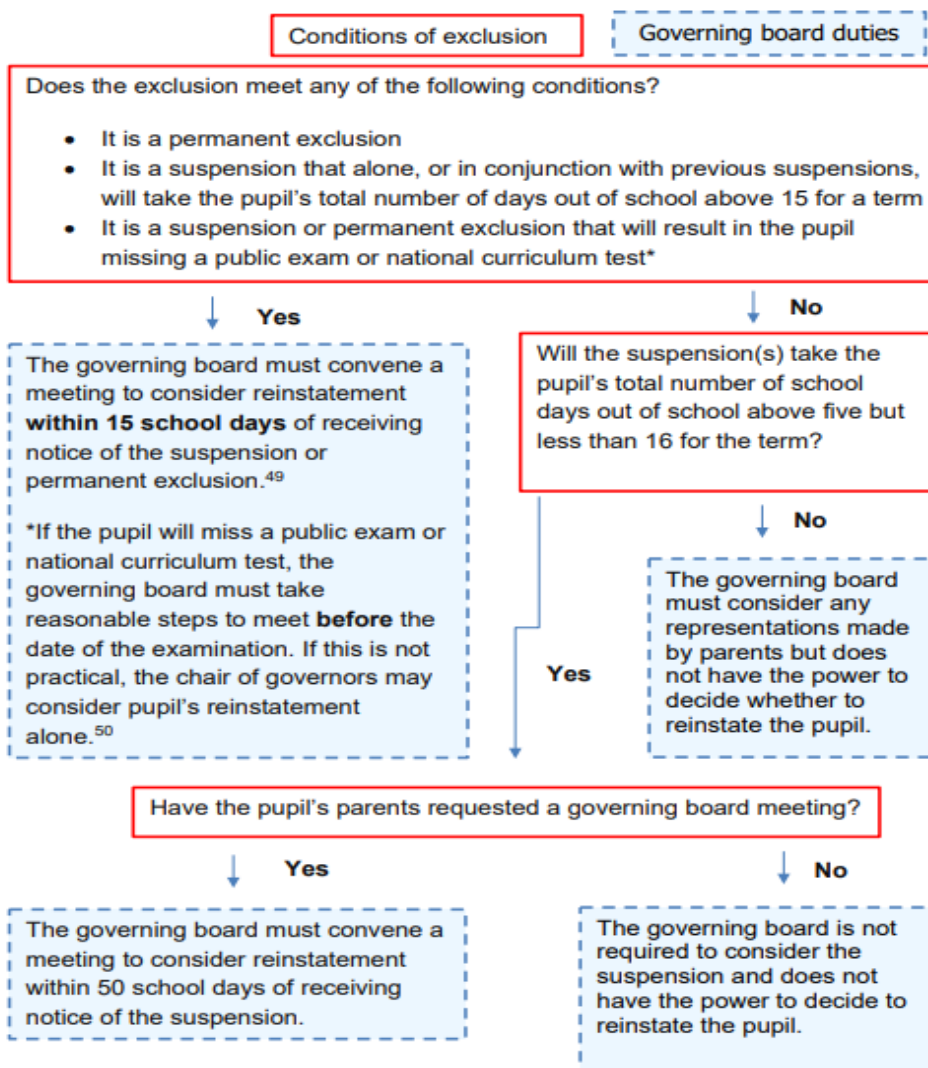 Conditions of exclusion
Governing board duties
Does the exclusion meet any of the following conditions?
• It is a permanent exclusion
• It is a suspension that alone, or in conjunction with previous suspensions,
will take the pupil's total number of days out of school above 15 for a term
• It is a suspension or permanent exclusion that will result in the pupil
missing a public exam or national curriculum test*
Yes
No
The governing board must convene a
meeting to consider reinstatement
within 15 school days of receiving
notice of the suspension or
permanent exclusion.49
*If the pupil will miss a public exam or
national curriculum test, the
governing board must take
reasonable steps to meet before the
date of the examination. If this is not
practical, the chair of governors may
consider pupil's reinstatement
alone.50
Will the suspension(s) take the
pupil's total number of school
days out of school above five but
less than 16 for the term?
No
The governing board
must consider any
representations made
by parents but does
not have the power to
decide whether to
reinstate the pupil.
Yes
Have the pupil's parents requested a governing board meeting?
Yes
No
The governing board must convene a
meeting to consider reinstatement
within 50 school days of receiving
notice of the suspension.
The governing board is not
required to consider the
suspension and does not
have the power to decide to
reinstate the pupil.